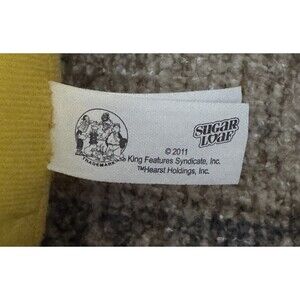 SUGAR
LOAF
© 2011
King Features Syndicate, Inc.
™Hearst Holdings, Inc.
TRADEMARK